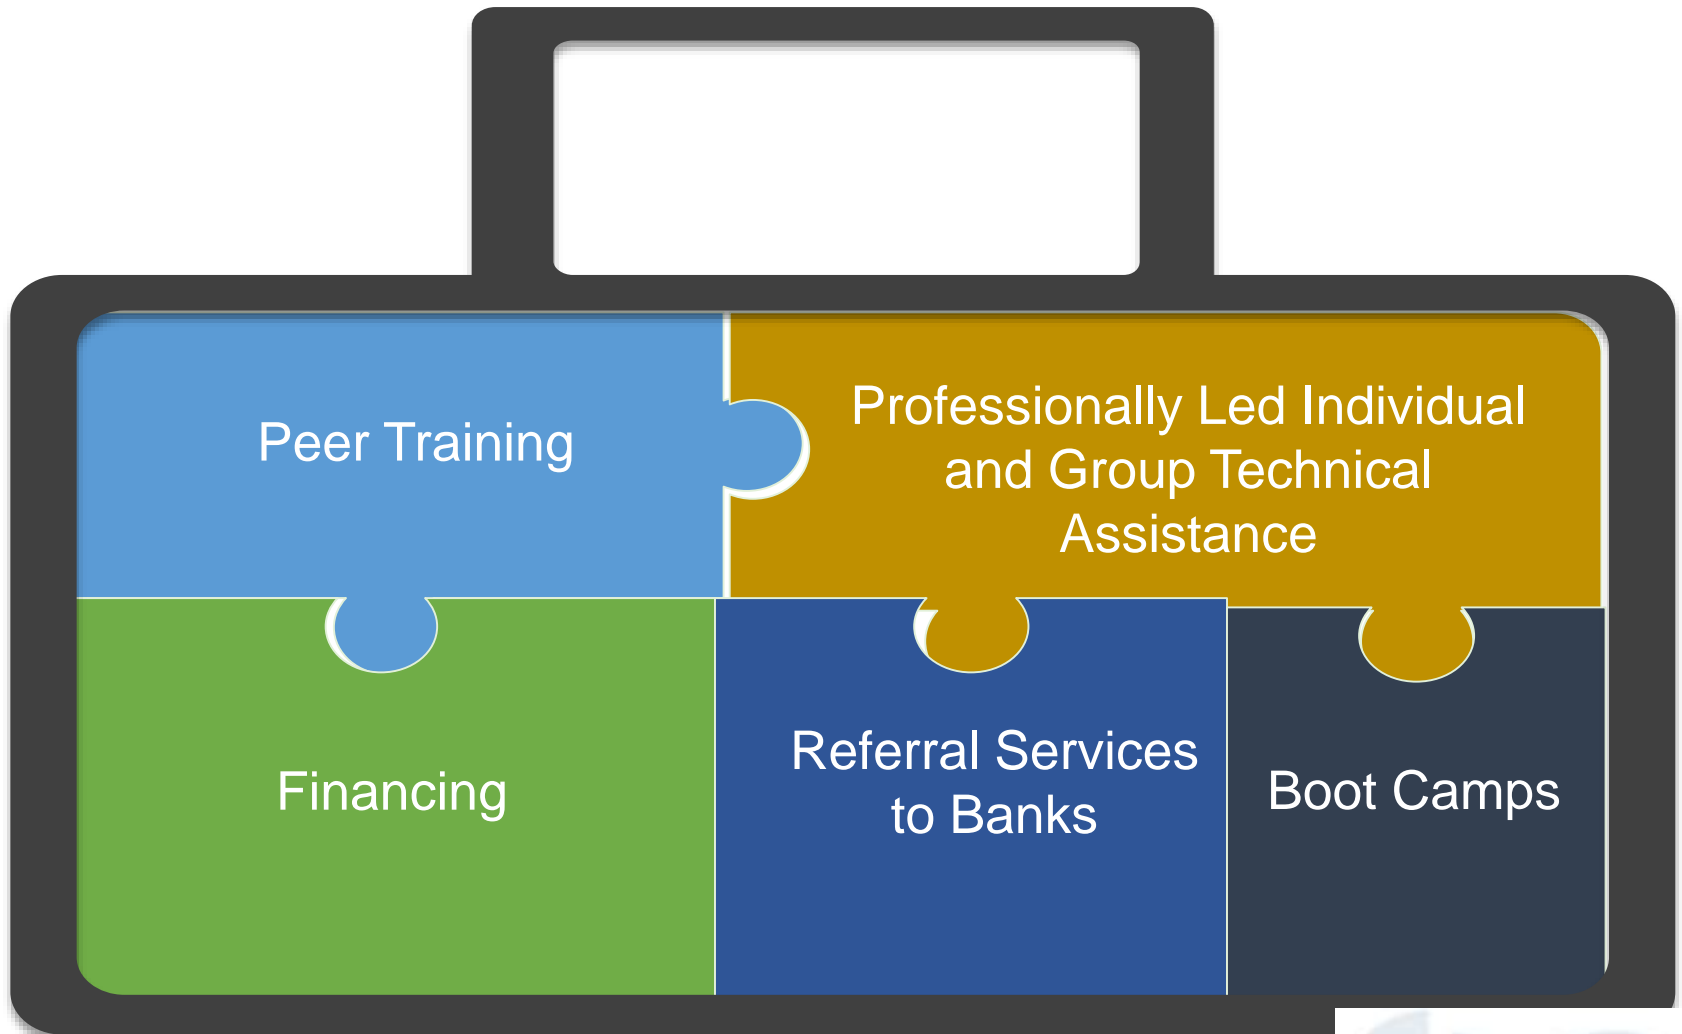 Peer Training
Professionally Led Individual
and Group Technical
Assistance
Financing
Referral Services
to Banks
Boot Camps